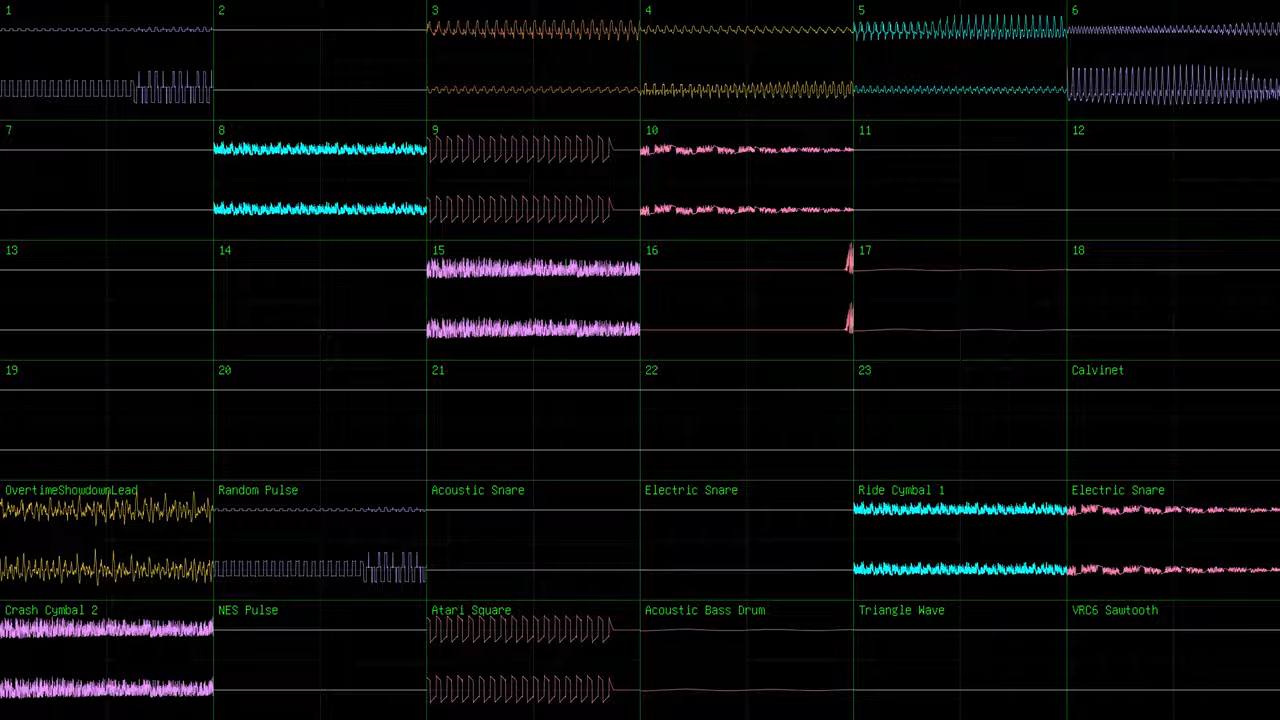 1 2 3 4 5 6
7 8 9 10 11 12
13 14 15 16 17 18
19 20 21 22 23 Calvinet
OvertimeShowdownLead Random Pulse Acoustic Snare Electric Snare Ride Cymbal 1 Electric Snare
Crash Cymbal 2 NES Pulse Atari Square Acoustic Bass Drum Triangle Wave VRC6 Sawtooth